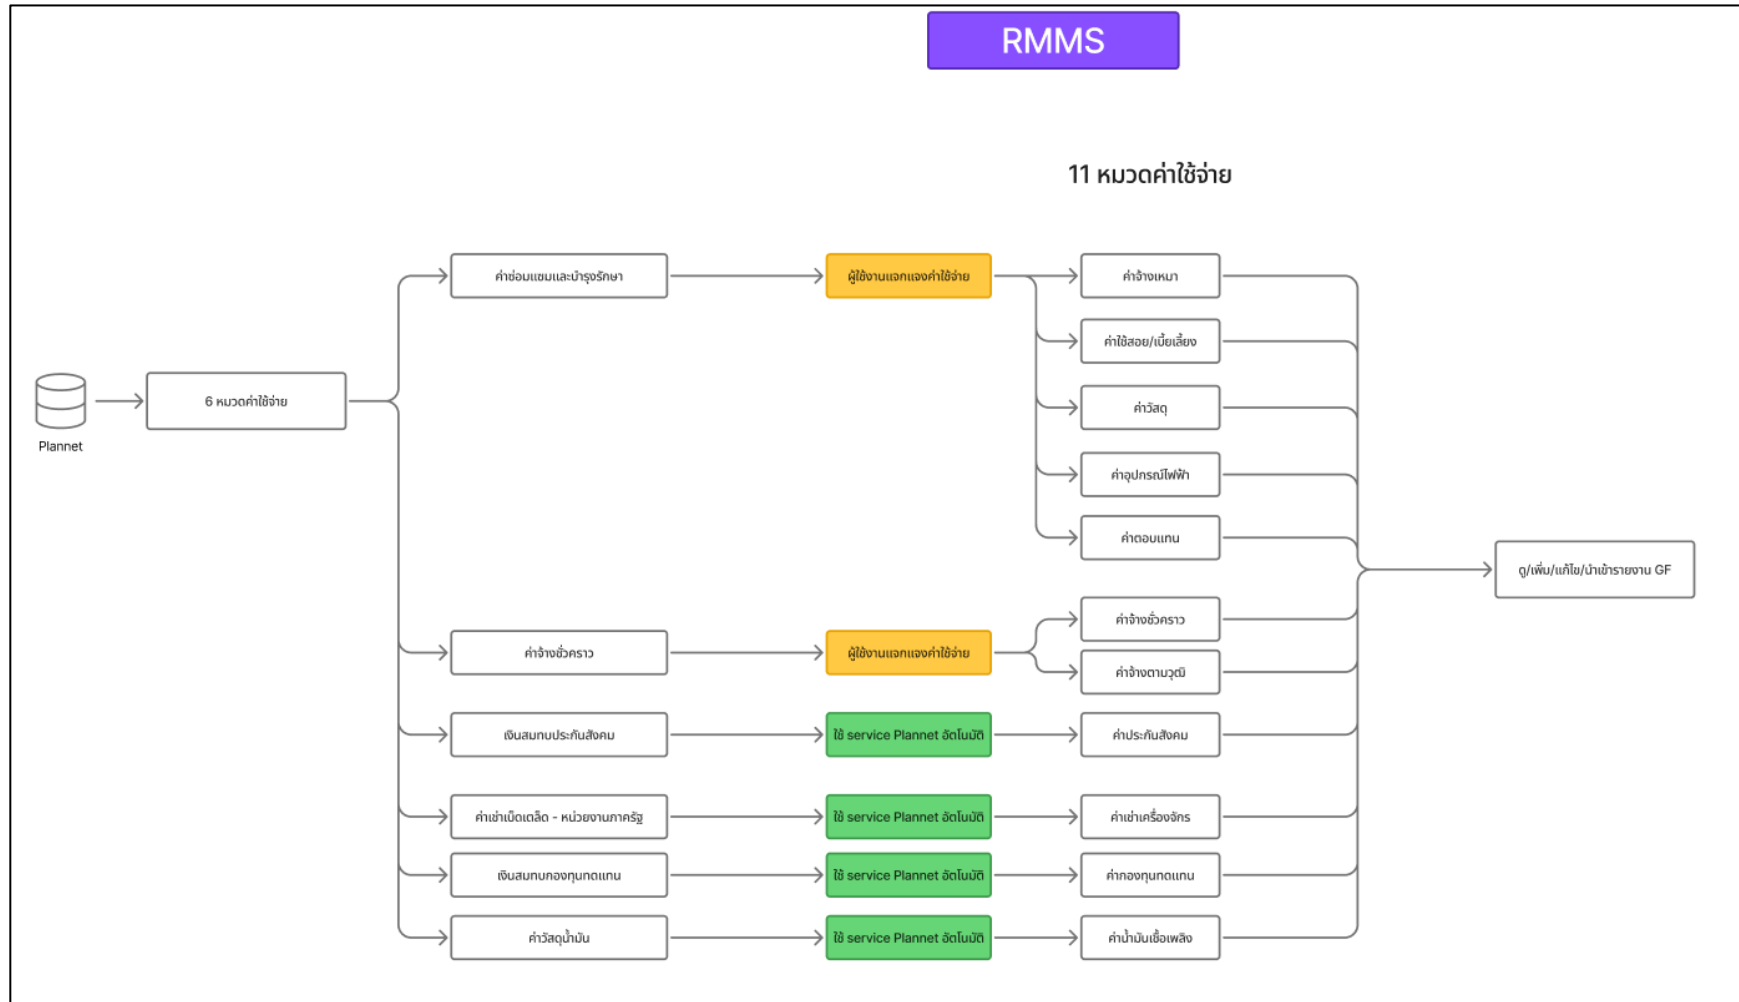 RMMS
11 หมวดค่าใช้จ่าย
ค่าซ่อมแซมและบำรุงรักษา
ผู้ใช้งานแจกแจงค่าใช้จ่าย
ค่าจ้างเหมา
ค่าใช้สอย/เบี้ยเลี้ยง
6 หมวดค่าใช้จ่าย
ค่าวัสดุ
Plannet
ค่าอุปกรณ์ไฟฟ้า
ค่าตอบแทน
ดู/เพิ่ม/แก้ไข/นำเข้ารายงาน GF
ค่าจ้างชั่วคราว
ค่าจ้างชั่วคราว
ผู้ใช้งานแจกแจงค่าใช้จ่าย
ค่าจ้างตามวุฒิ
เงินสมทบประกันสังคม
ใช้ service Plannet อัตโนมัติ
ค่าประกันสังคม
ค่าเช่าเบ็ดเตล็ด - หน่วยงานภาครัฐ
ใช้ service Plannet อัตโนมัติ
ค่าเช่าเครื่องจักร
เงินสมทบกองทุนทดแทน
ใช้ service Plannet อัตโนมัติ
ค่ากองทุนทดแทน
ค่าวัสดุน้ำมัน
ใช้ service Plannet อัตโนมัติ
ค่าน้ำมันเชื้อเพลิง